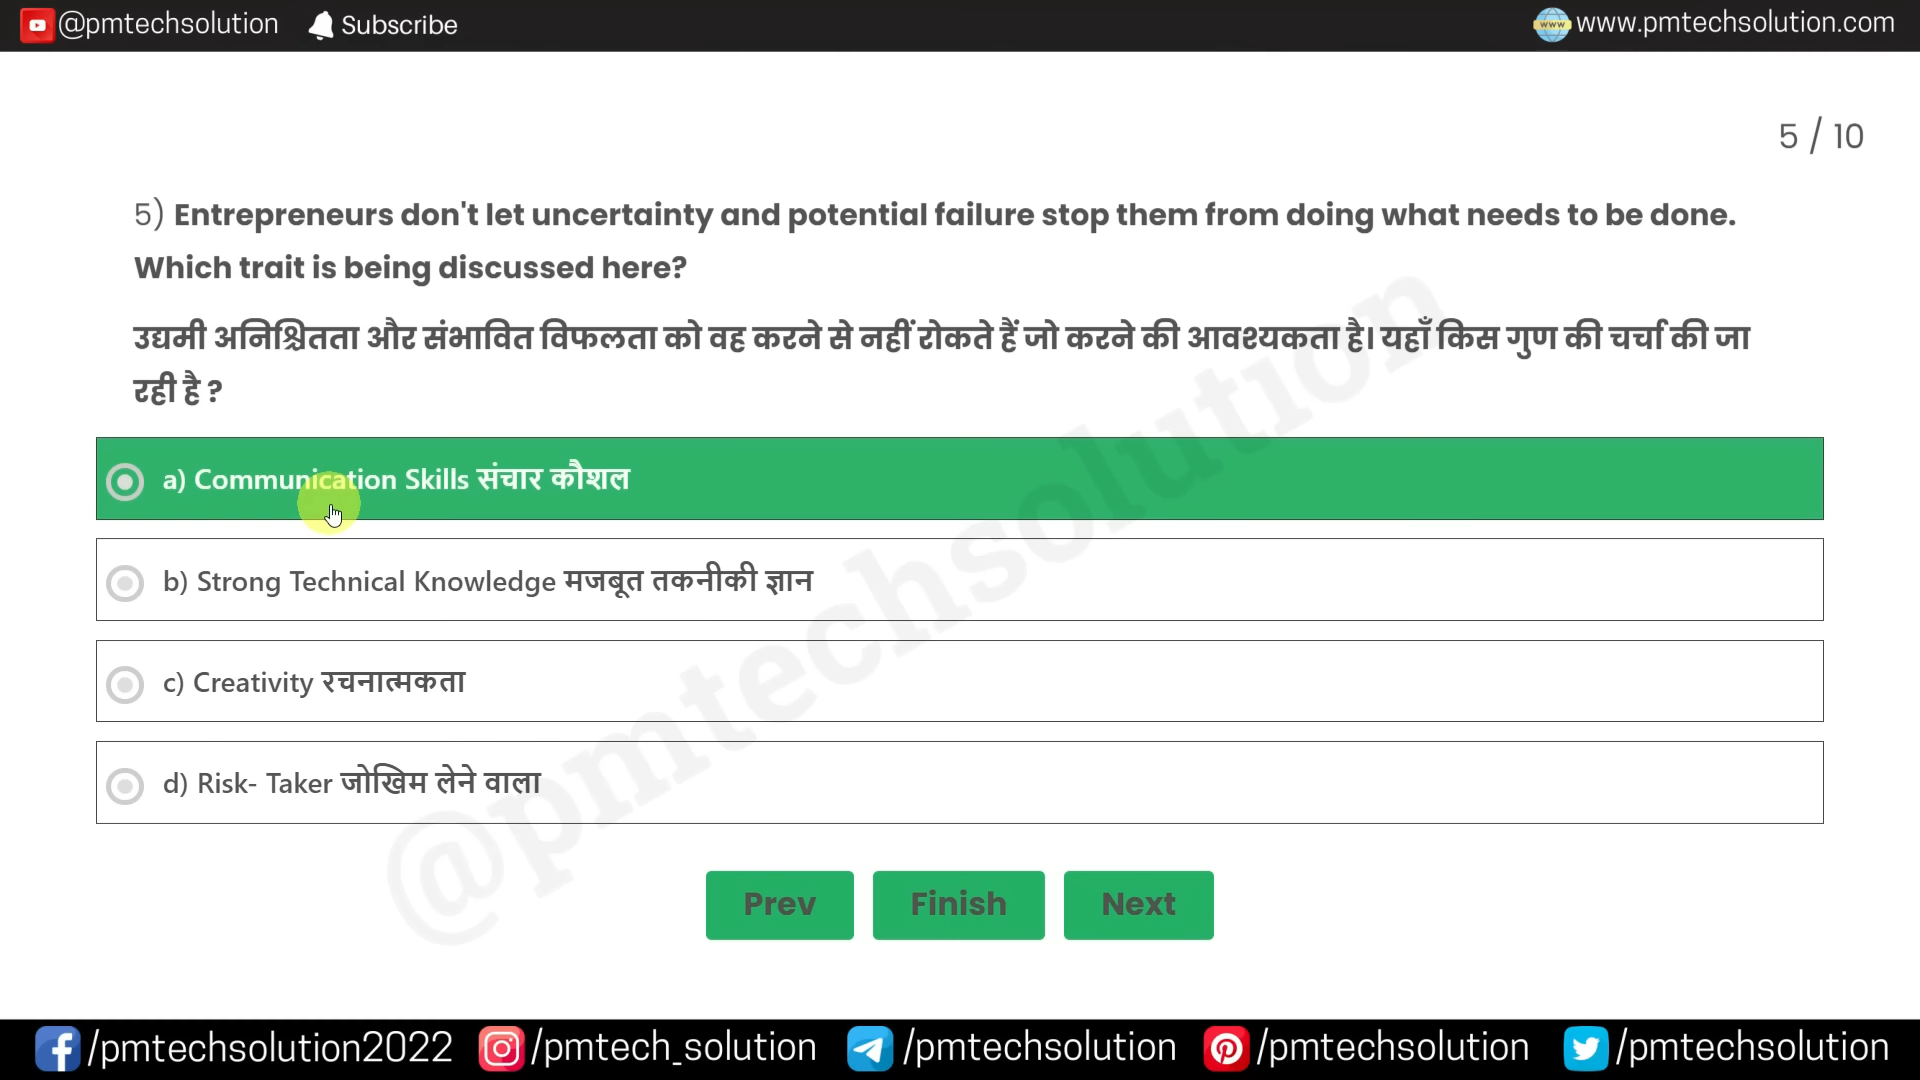 @pmtechsolution Subscribe www.pmtechsolution.com
5 / 10
5) Entrepreneurs don't let uncertainty and potential failure stop them from doing what needs to be done.
Which trait is being discussed here?
उद्यमी अनिश्चितता और संभावित विफलता को वह करने से नहीं रोकते हैं जो करने की आवश्यकता है। यहाँ किस गुण की चर्चा की जा
रही है ?
a) Communication Skills संचार कौशल
b) Strong Technical Knowledge मजबूत तकनीकी ज्ञान
c) Creativity रचनात्मकता
d) Risk- Taker जोखिम लेने वाला
@pmtechsolution
Prev Finish Next
/pmtechsolution2022 /pmtech_solution /pmtechsolution /pmtechsolution /pmtechsolution